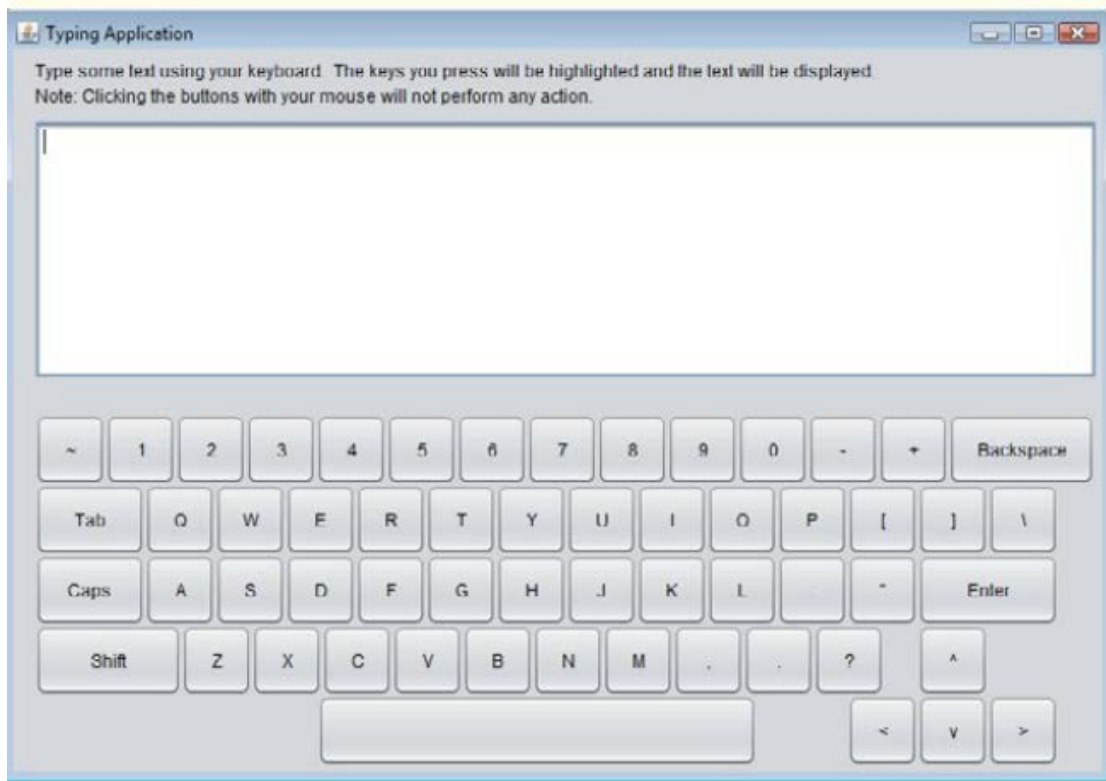 Typing Application
Type some text using your keyboard. The keys you press will be highlighted and the text will be displayed.
Note: Clicking the buttons with your mouse will not perform any action.
~ 1 2 3 4 5 6 7 8 9 0 - + Backspace
Tab Q W E R T Y U I O P [ ] \
Caps A S D F G H J K L Enter
Shift Z X C V B N M , . ? ^
< v >